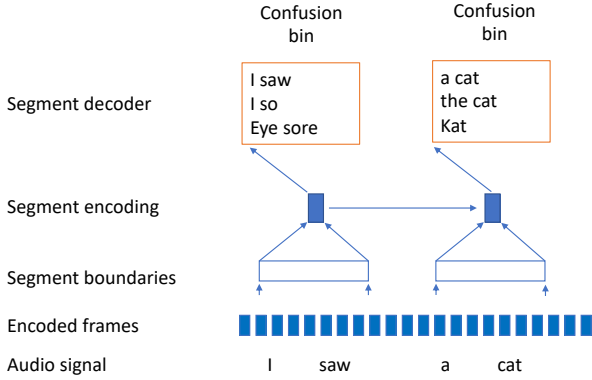 Confusion
bin
Confusion
bin
Segment decoder
I saw
I so
Eye sore
a cat
the cat
Kat
Segment encoding
Segment boundaries
Encoded frames
Audio signal
I saw a cat